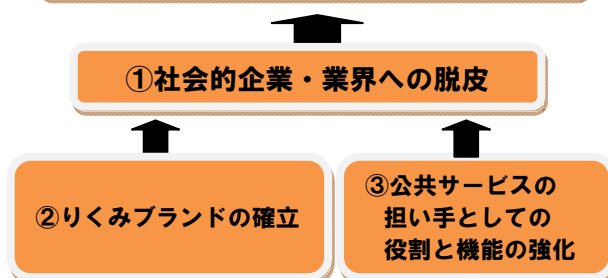 ①社会的企業・業界への脱皮
②りくみブランドの確立
③公共サービスの
担い手としての
役割と機能の強化